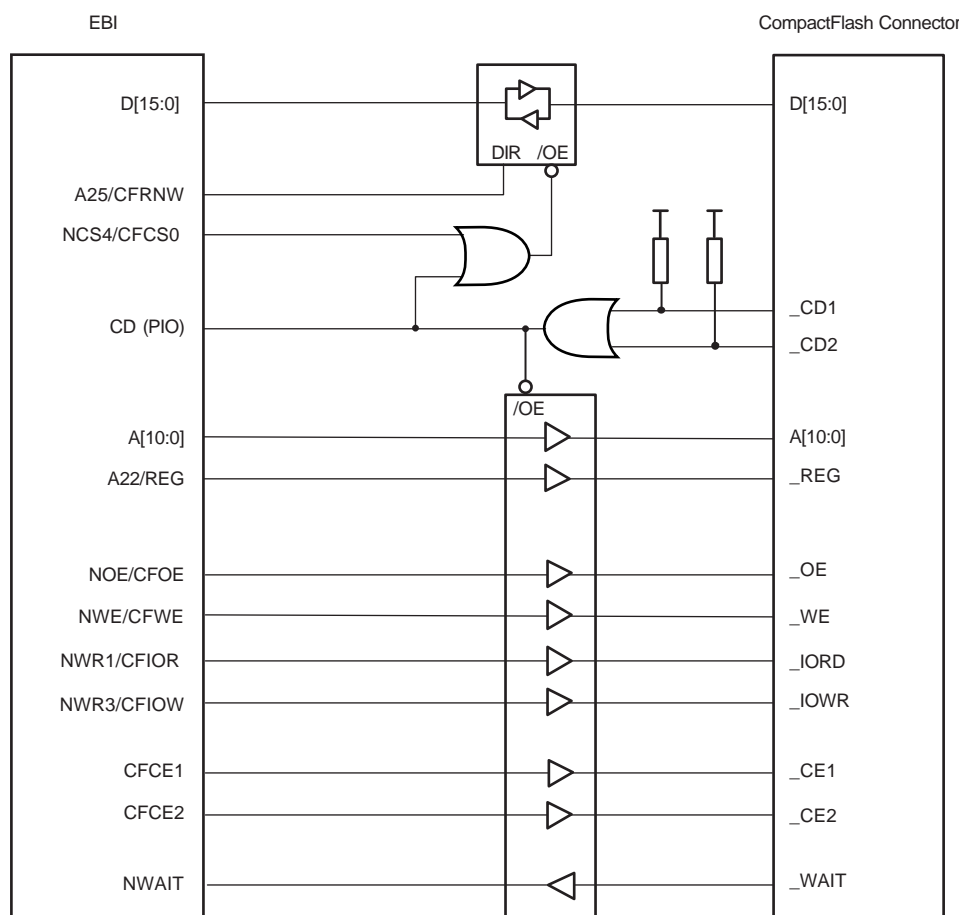 EBI
CompactFlash Connector
D[15:0]
D[15:0]
DIR /OE
A25/CFRNW
NCS4/CFCS0
_CD1
CD (PIO)
_CD2
/OE
A[10:0]
A[10:0]
A22/REG
_REG
NOE/CFOE
_OE
NWE/CFWE
_WE
NWR1/CFIOR
_IORD
NWR3/CFIOW
_IOWR
CFCE1
_CE1
CFCE2
_CE2
NWAIT
_WAIT